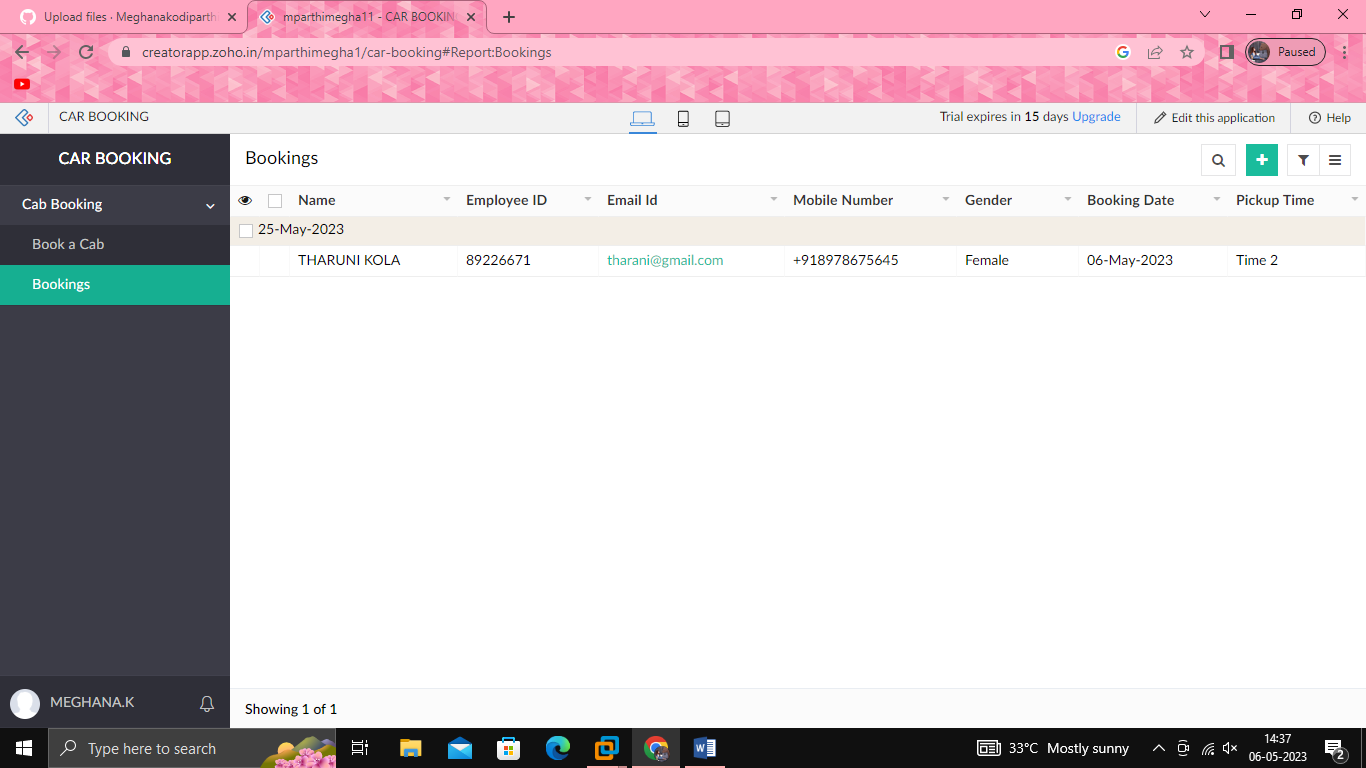 Upload files · Meghanakodiparth
mparthimegha11 - CAR BOOKIN
creatorapp.zoho.in/mparthimegha1/car-booking#Report:Bookings
Paused
CAR BOOKING
Trial expires in 15 days Upgrade
Edit this application
Help
CAR BOOKING
Cab Booking
Book a Cab
Bookings
Bookings
Name Employee ID Email Id Mobile Number Gender Booking Date Pickup Time
25-May-2023
THARUNI KOLA 89226671 tharani@gmail.com +918978675645 Female 06-May-2023 Time 2
Showing 1 of 1
MEGHANA.K
Type here to search
33°C Mostly sunny
14:37
06-05-2023
2